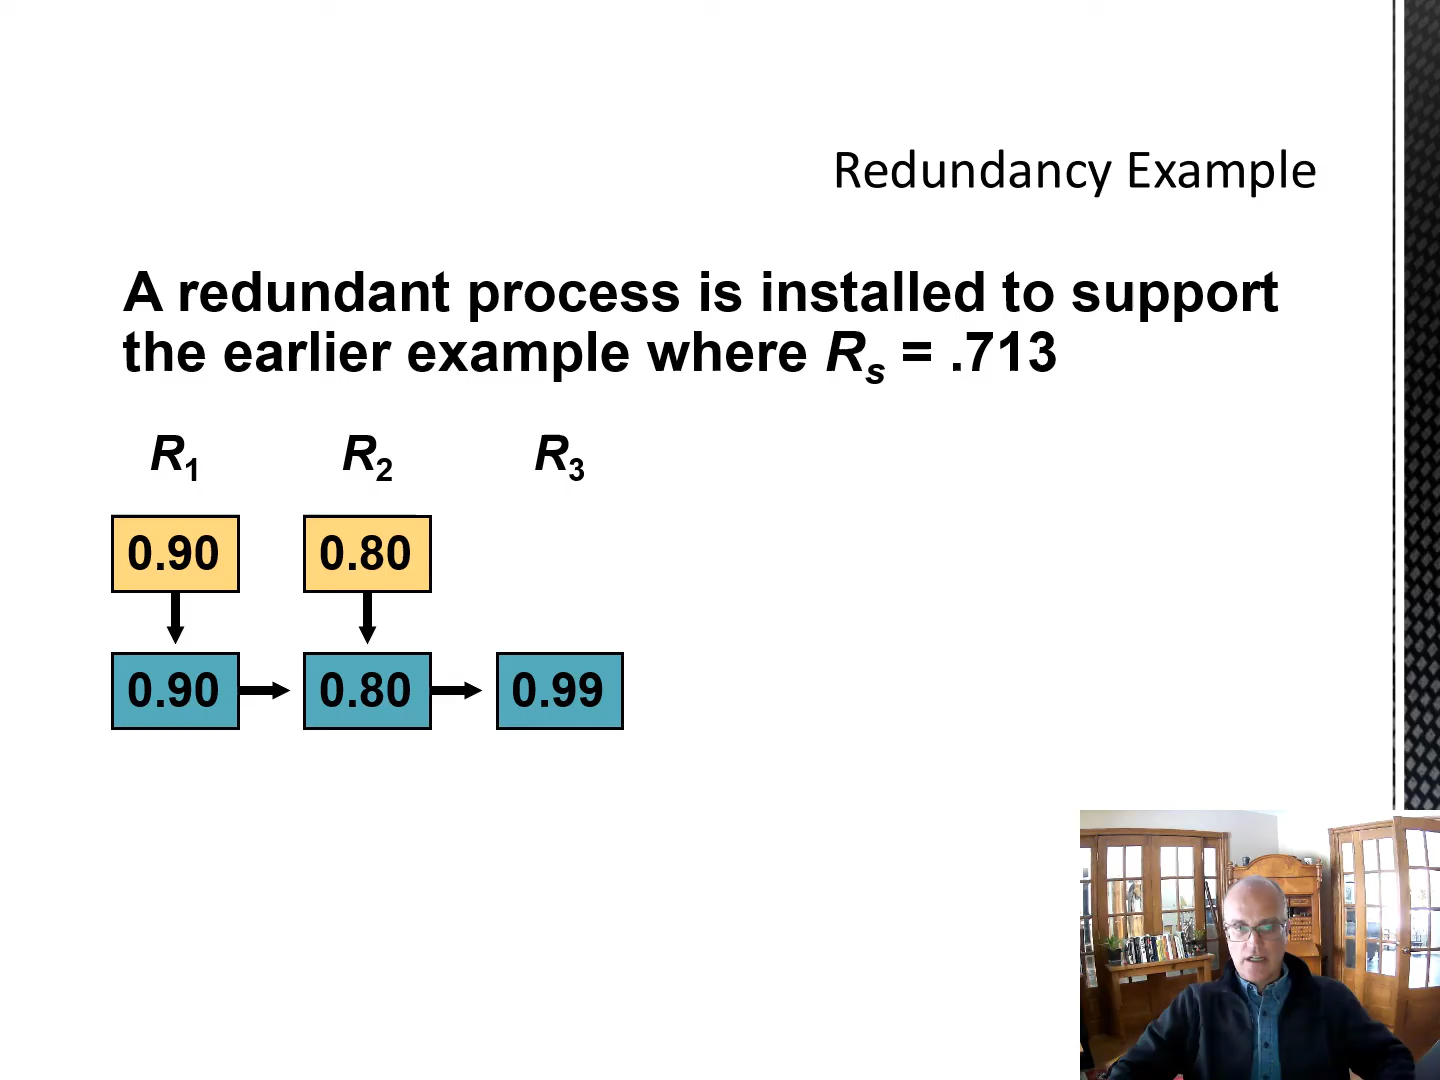 Redundancy Example
A redundant process is installed to support
the earlier example where Rs = .713
R1 R2 R3
0.90 0.80
0.90 0.80 0.99